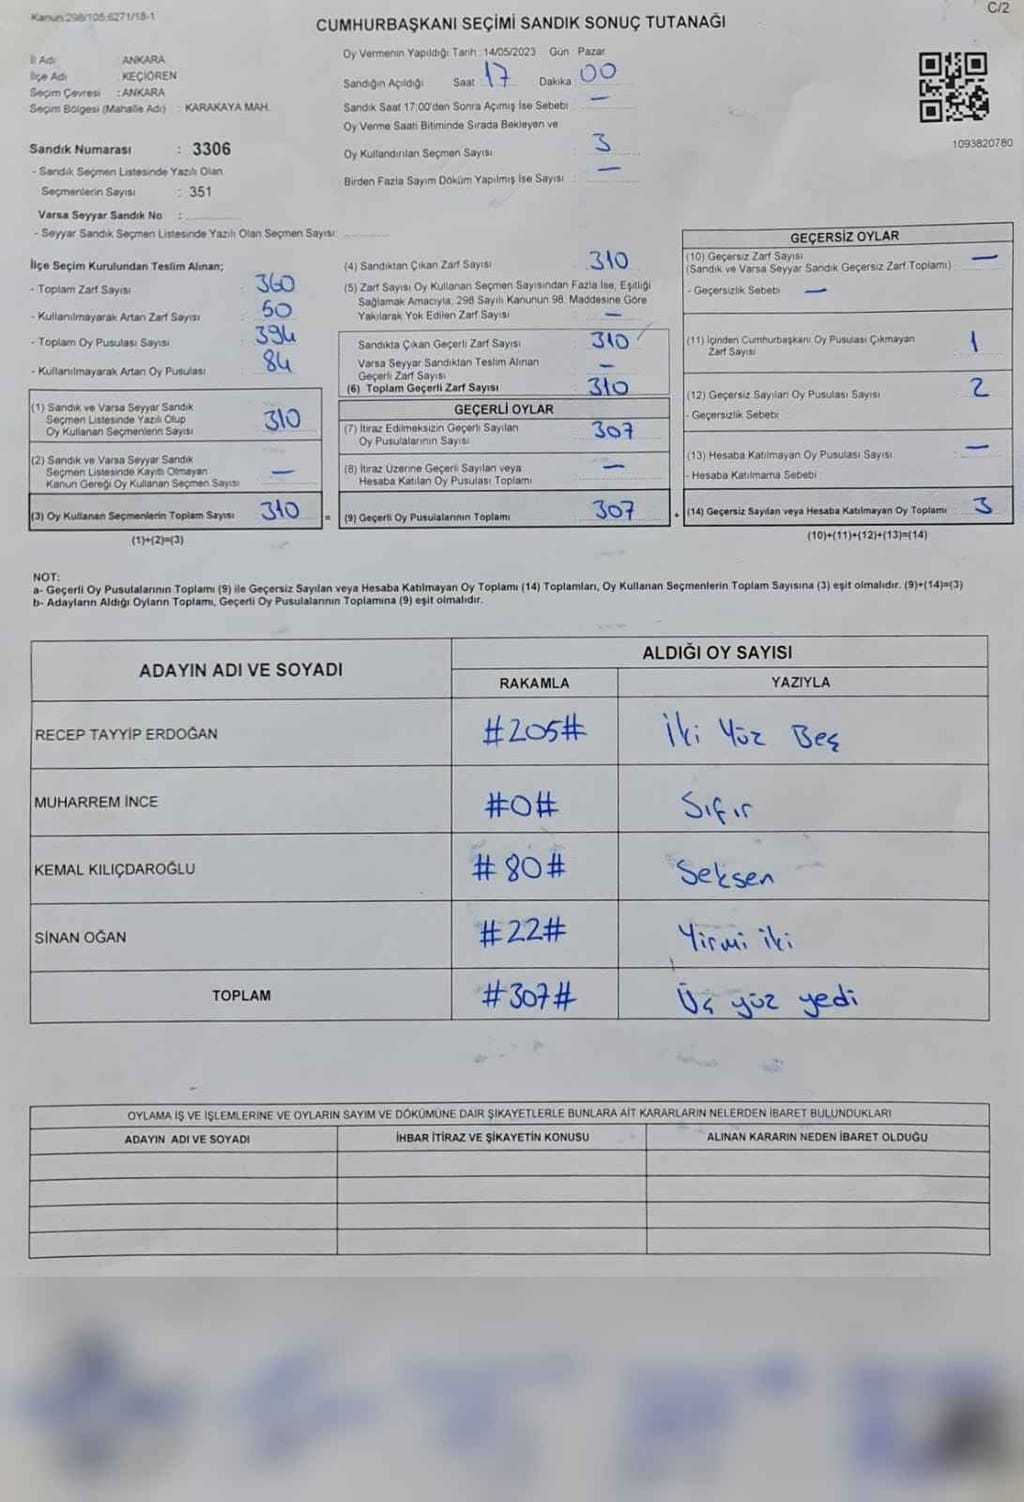 Kanun:298/105:6271/18-1
C/2
CUMHURBAŞKANI SEÇİMİ SANDIK SONUÇ TUTANAĞI
İl Adı : ANKARA
İlçe Adı : KEÇİÖREN
Seçim Çevresi : ANKARA
Seçim Bölgesi (Mahalle Adı) : KARAKAYA MAH.
Sandık Numarası : 3306
- Sandık Seçmen Listesinde Yazılı Olan
Seçmenlerin Sayısı : 351
Varsa Seyyar Sandık No :
- Seyyar Sandık Seçmen Listesinde Yazılı Olan Seçmen Sayısı:
Oy Vermenin Yapıldığı Tarih 14/05/2023 Gün Pazar
Sandığın Açıldığı Saat 17 Dakika 00
Sandık Saat 17:00'den Sonra Açımış İse Sebebi : —
Oy Verme Saati Bitiminde Sırada Bekleyen ve
Oy Kullandırılan Seçmen Sayısı : 3
Birden Fazla Sayım Döküm Yapılmış İse Sayısı : —
1093820780
İlçe Seçim Kurulundan Teslim Alınan;
- Toplam Zarf Sayısı : 360
- Kullanılmayarak Artan Zarf Sayısı : 50
- Toplam Oy Pusulası Sayısı : 394
- Kullanılmayarak Artan Oy Pusulası : 84
(1) Sandık ve Varsa Seyyar Sandık
Seçmen Listesinde Yazılı Olup
Oy Kullanan Seçmenlerin Sayısı 310
(2) Sandık ve Varsa Seyyar Sandık
Seçmen Listesinde Kayıtlı Olmayan
Kanun Gereği Oy Kullanan Seçmen Sayısı —
(3) Oy Kullanan Seçmenlerin Toplam Sayısı 310
(1)+(2)=(3)
(4) Sandıktan Çıkan Zarf Sayısı : 310
(5) Zarf Sayısı Oy Kullanan Seçmen Sayısından Fazla İse, Eşitliği
Sağlamak Amacıyla, 298 Sayılı Kanunun 98. Maddesine Göre
Yakılarak Yok Edilen Zarf Sayısı : —
Sandıkta Çıkan Geçerli Zarf Sayısı : 310
Varsa Seyyar Sandıktan Teslim Alınan
Geçerli Zarf Sayısı : —
(6) Toplam Geçerli Zarf Sayısı : 310
GEÇERLİ OYLAR
(7) İtiraz Edilmeksizin Geçerli Sayılan
Oy Pusulalarının Sayısı 307
(8) İtiraz Üzerine Geçerli Sayılan veya
Hesaba Katılan Oy Pusulası Toplamı —
= (9) Geçerli Oy Pusulalarının Toplamı 307
GEÇERSİZ OYLAR
(10) Geçersiz Zarf Sayısı —
(Sandık ve Varsa Seyyar Sandık Geçersiz Zarf Toplamı)
- Geçersizlik Sebebi : —
(11) İçinden Cumhurbaşkanı Oy Pusulası Çıkmayan
Zarf Sayısı 1
(12) Geçersiz Sayılan Oy Pusulası Sayısı : 2
- Geçersizlik Sebebi :
(13) Hesaba Katılmayan Oy Pusulası Sayısı : —
- Hesaba Katılmama Sebebi :
+ (14) Geçersiz Sayılan veya Hesaba Katılmayan Oy Toplamı 3
(10)+(11)+(12)+(13)=(14)
NOT:
a- Geçerli Oy Pusulalarının Toplamı (9) ile Geçersiz Sayılan veya Hesaba Katılmayan Oy Toplamı (14) Toplamları, Oy Kullanan Seçmenlerin Toplam Sayısına (3) eşit olmalıdır. (9)+(14)=(3)
b- Adayların Aldığı Oyların Toplamı, Geçerli Oy Pusulalarının Toplamına (9) eşit olmalıdır.
ADAYIN ADI VE SOYADI
ALDIĞI OY SAYISI
RAKAMLA YAZIYLA
RECEP TAYYİP ERDOĞAN #205# İki Yüz Beş
MUHARREM İNCE #0# Sıfır
KEMAL KILIÇDAROĞLU #80# Seksen
SİNAN OĞAN #22# Yirmi iki
TOPLAM #307# Üç yüz yedi
OYLAMA İŞ VE İŞLEMLERİNE VE OYLARIN SAYIM VE DÖKÜMÜNE DAİR ŞİKAYETLERLE BUNLARA AİT KARARLARIN NELERDEN İBARET BULUNDUKLARI
ADAYIN ADI VE SOYADI İHBAR İTİRAZ VE ŞİKAYETİN KONUSU ALINAN KARARIN NEDEN İBARET OLDUĞU